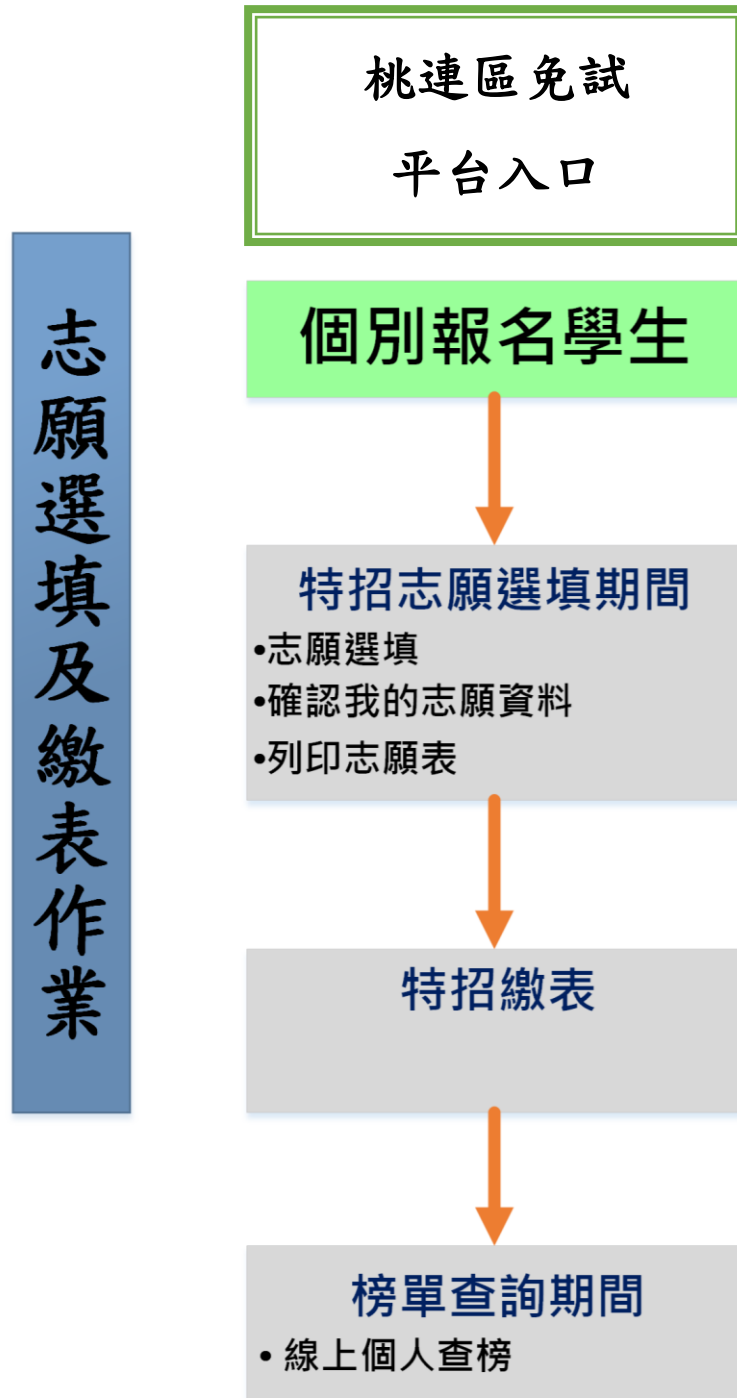 桃連區免試
平台入口
志願選填及繳表作業
個別報名學生
特招志願選填期間
•志願選填
•確認我的志願資料
•列印志願表
特招繳表
榜單查詢期間
• 線上個人查榜